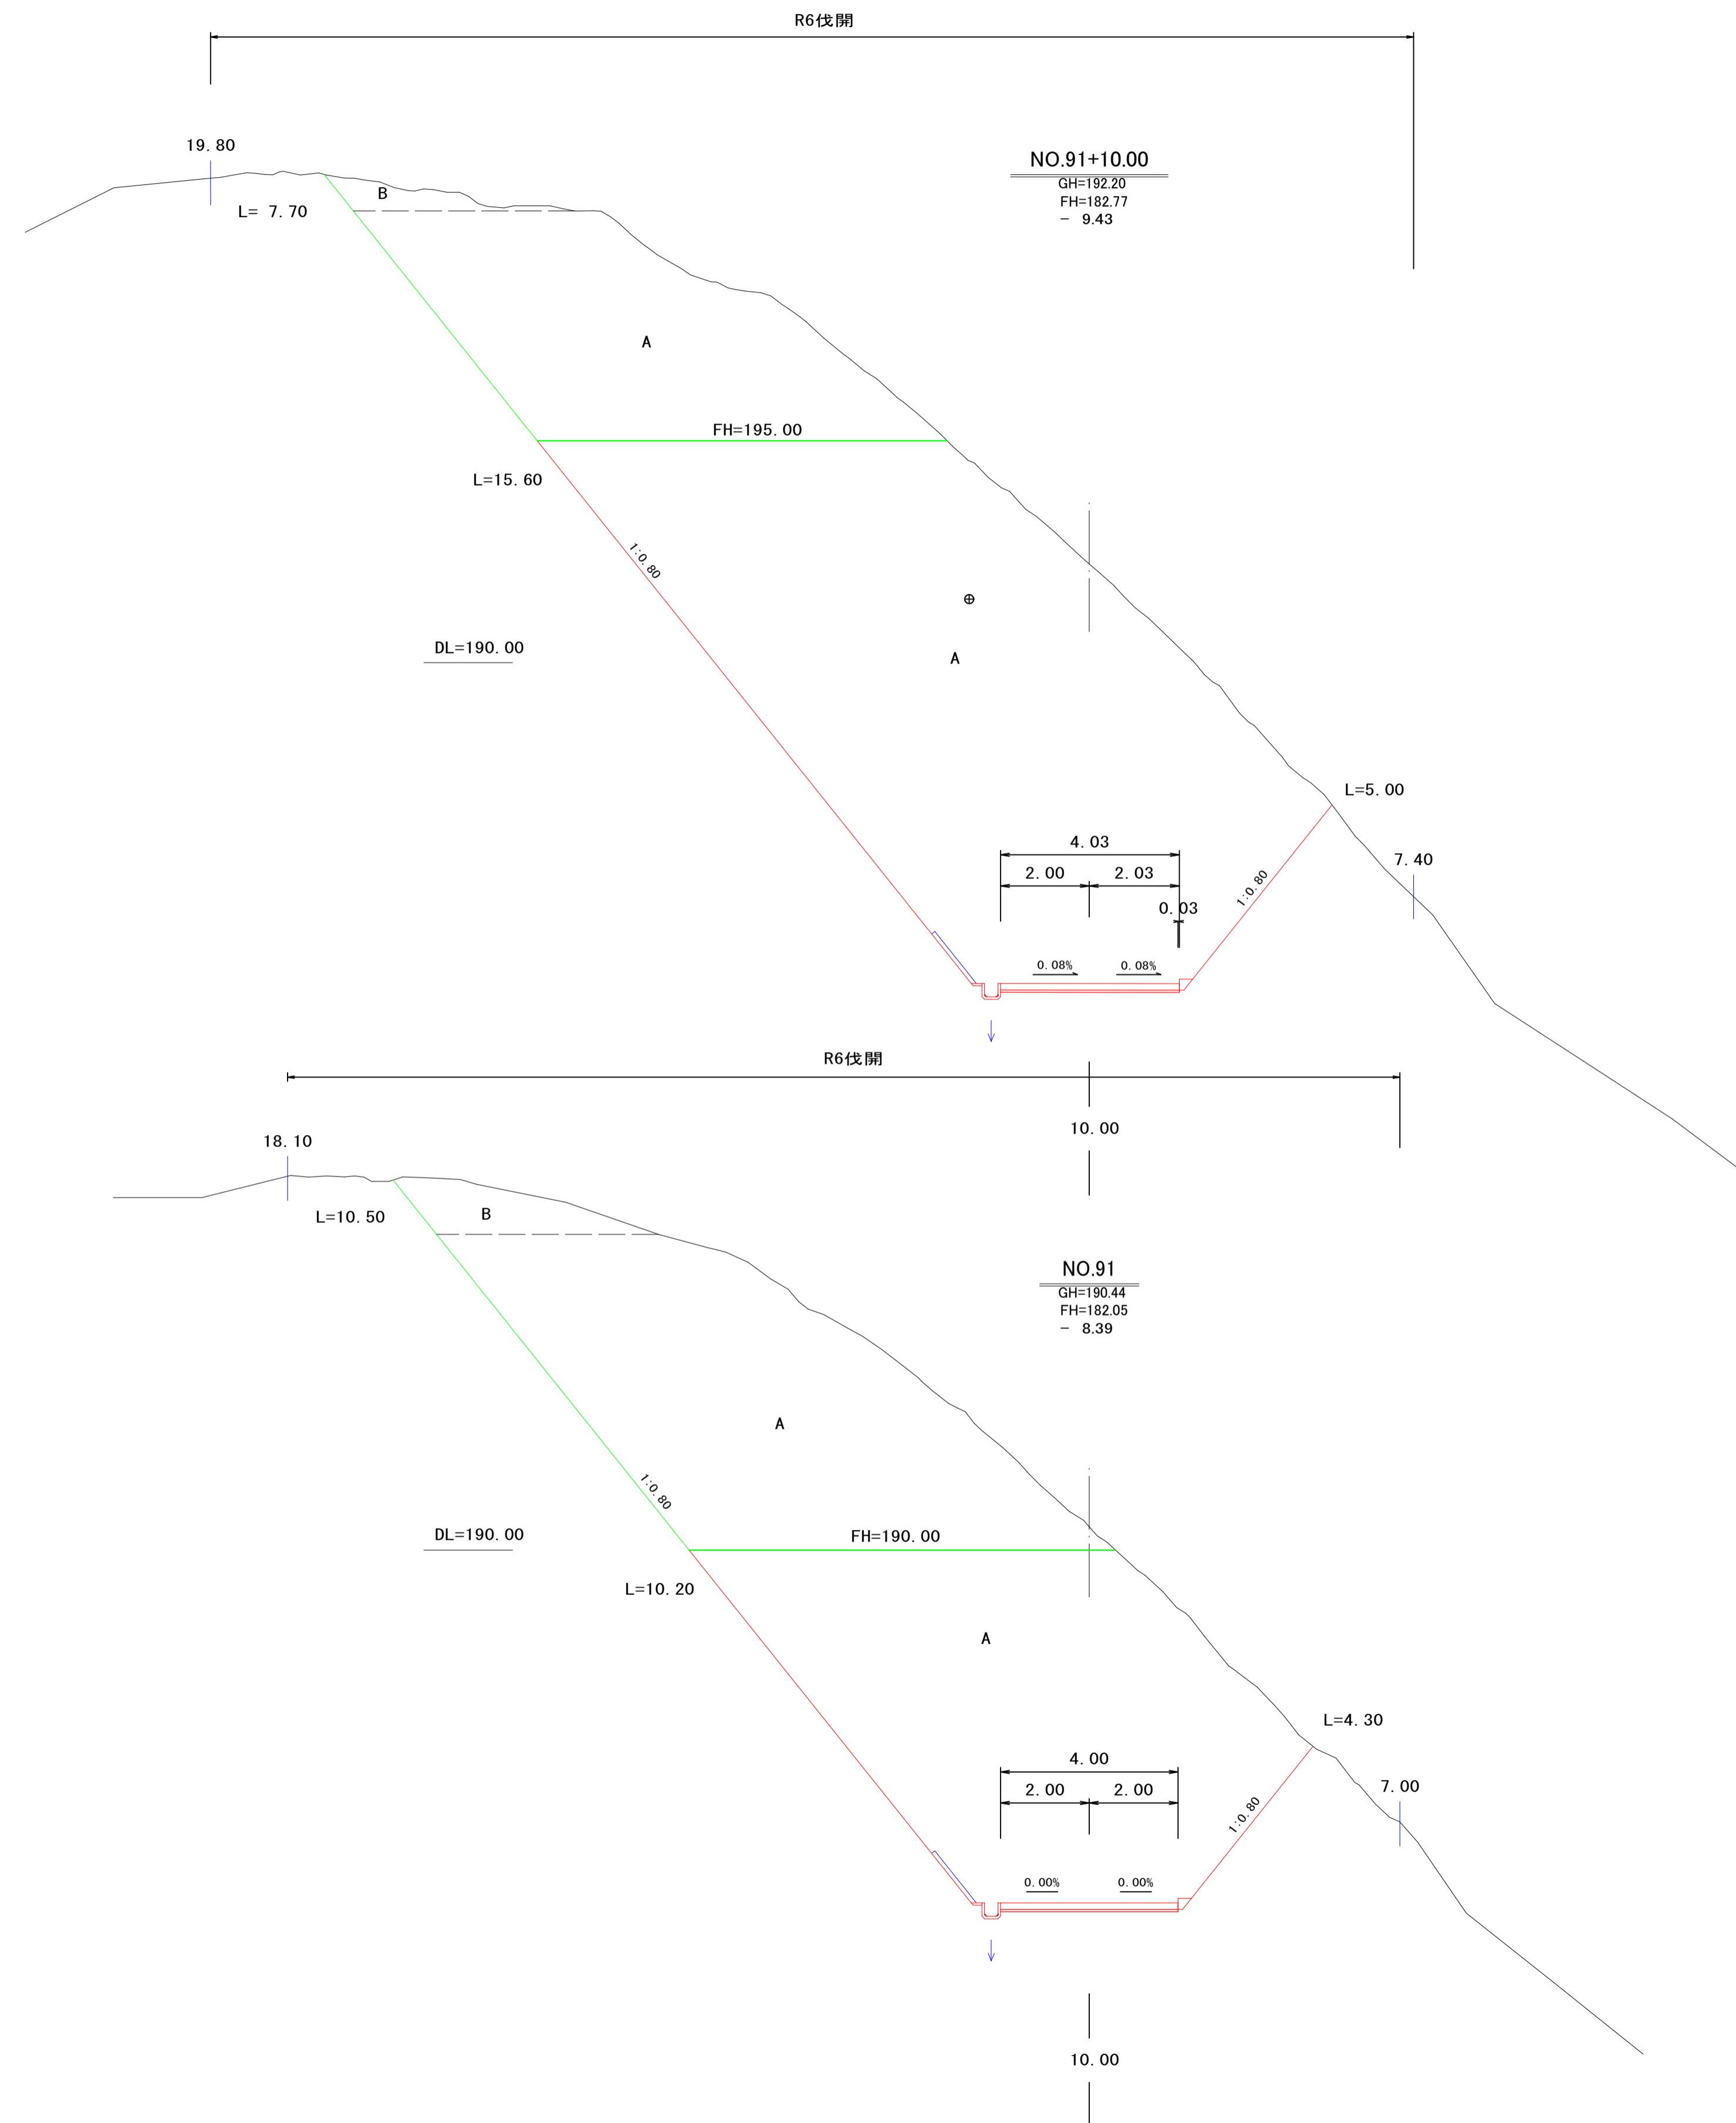 R6伐開
19.80
NO.91+10.00
GH=192.20
FH=182.77
− 9.43
B
L= 7.70
A
FH=195.00
L=15.60
1:0.80
DL=190.00
A
L=5.00
4.03
7.40
2.00
2.03
1:0.80
0.03
0.08%
0.08%
R6伐開
10.00
18.10
B
L=10.50
NO.91
GH=190.44
FH=182.05
− 8.39
A
1:0.80
DL=190.00
FH=190.00
L=10.20
A
L=4.30
4.00
7.00
2.00
2.00
1:0.80
0.00%
0.00%
10.00